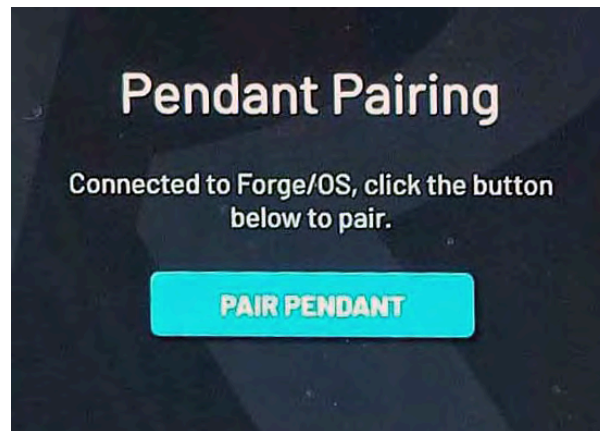 Pendant Pairing
Connected to Forge/OS, click the button
below to pair.
PAIR PENDANT